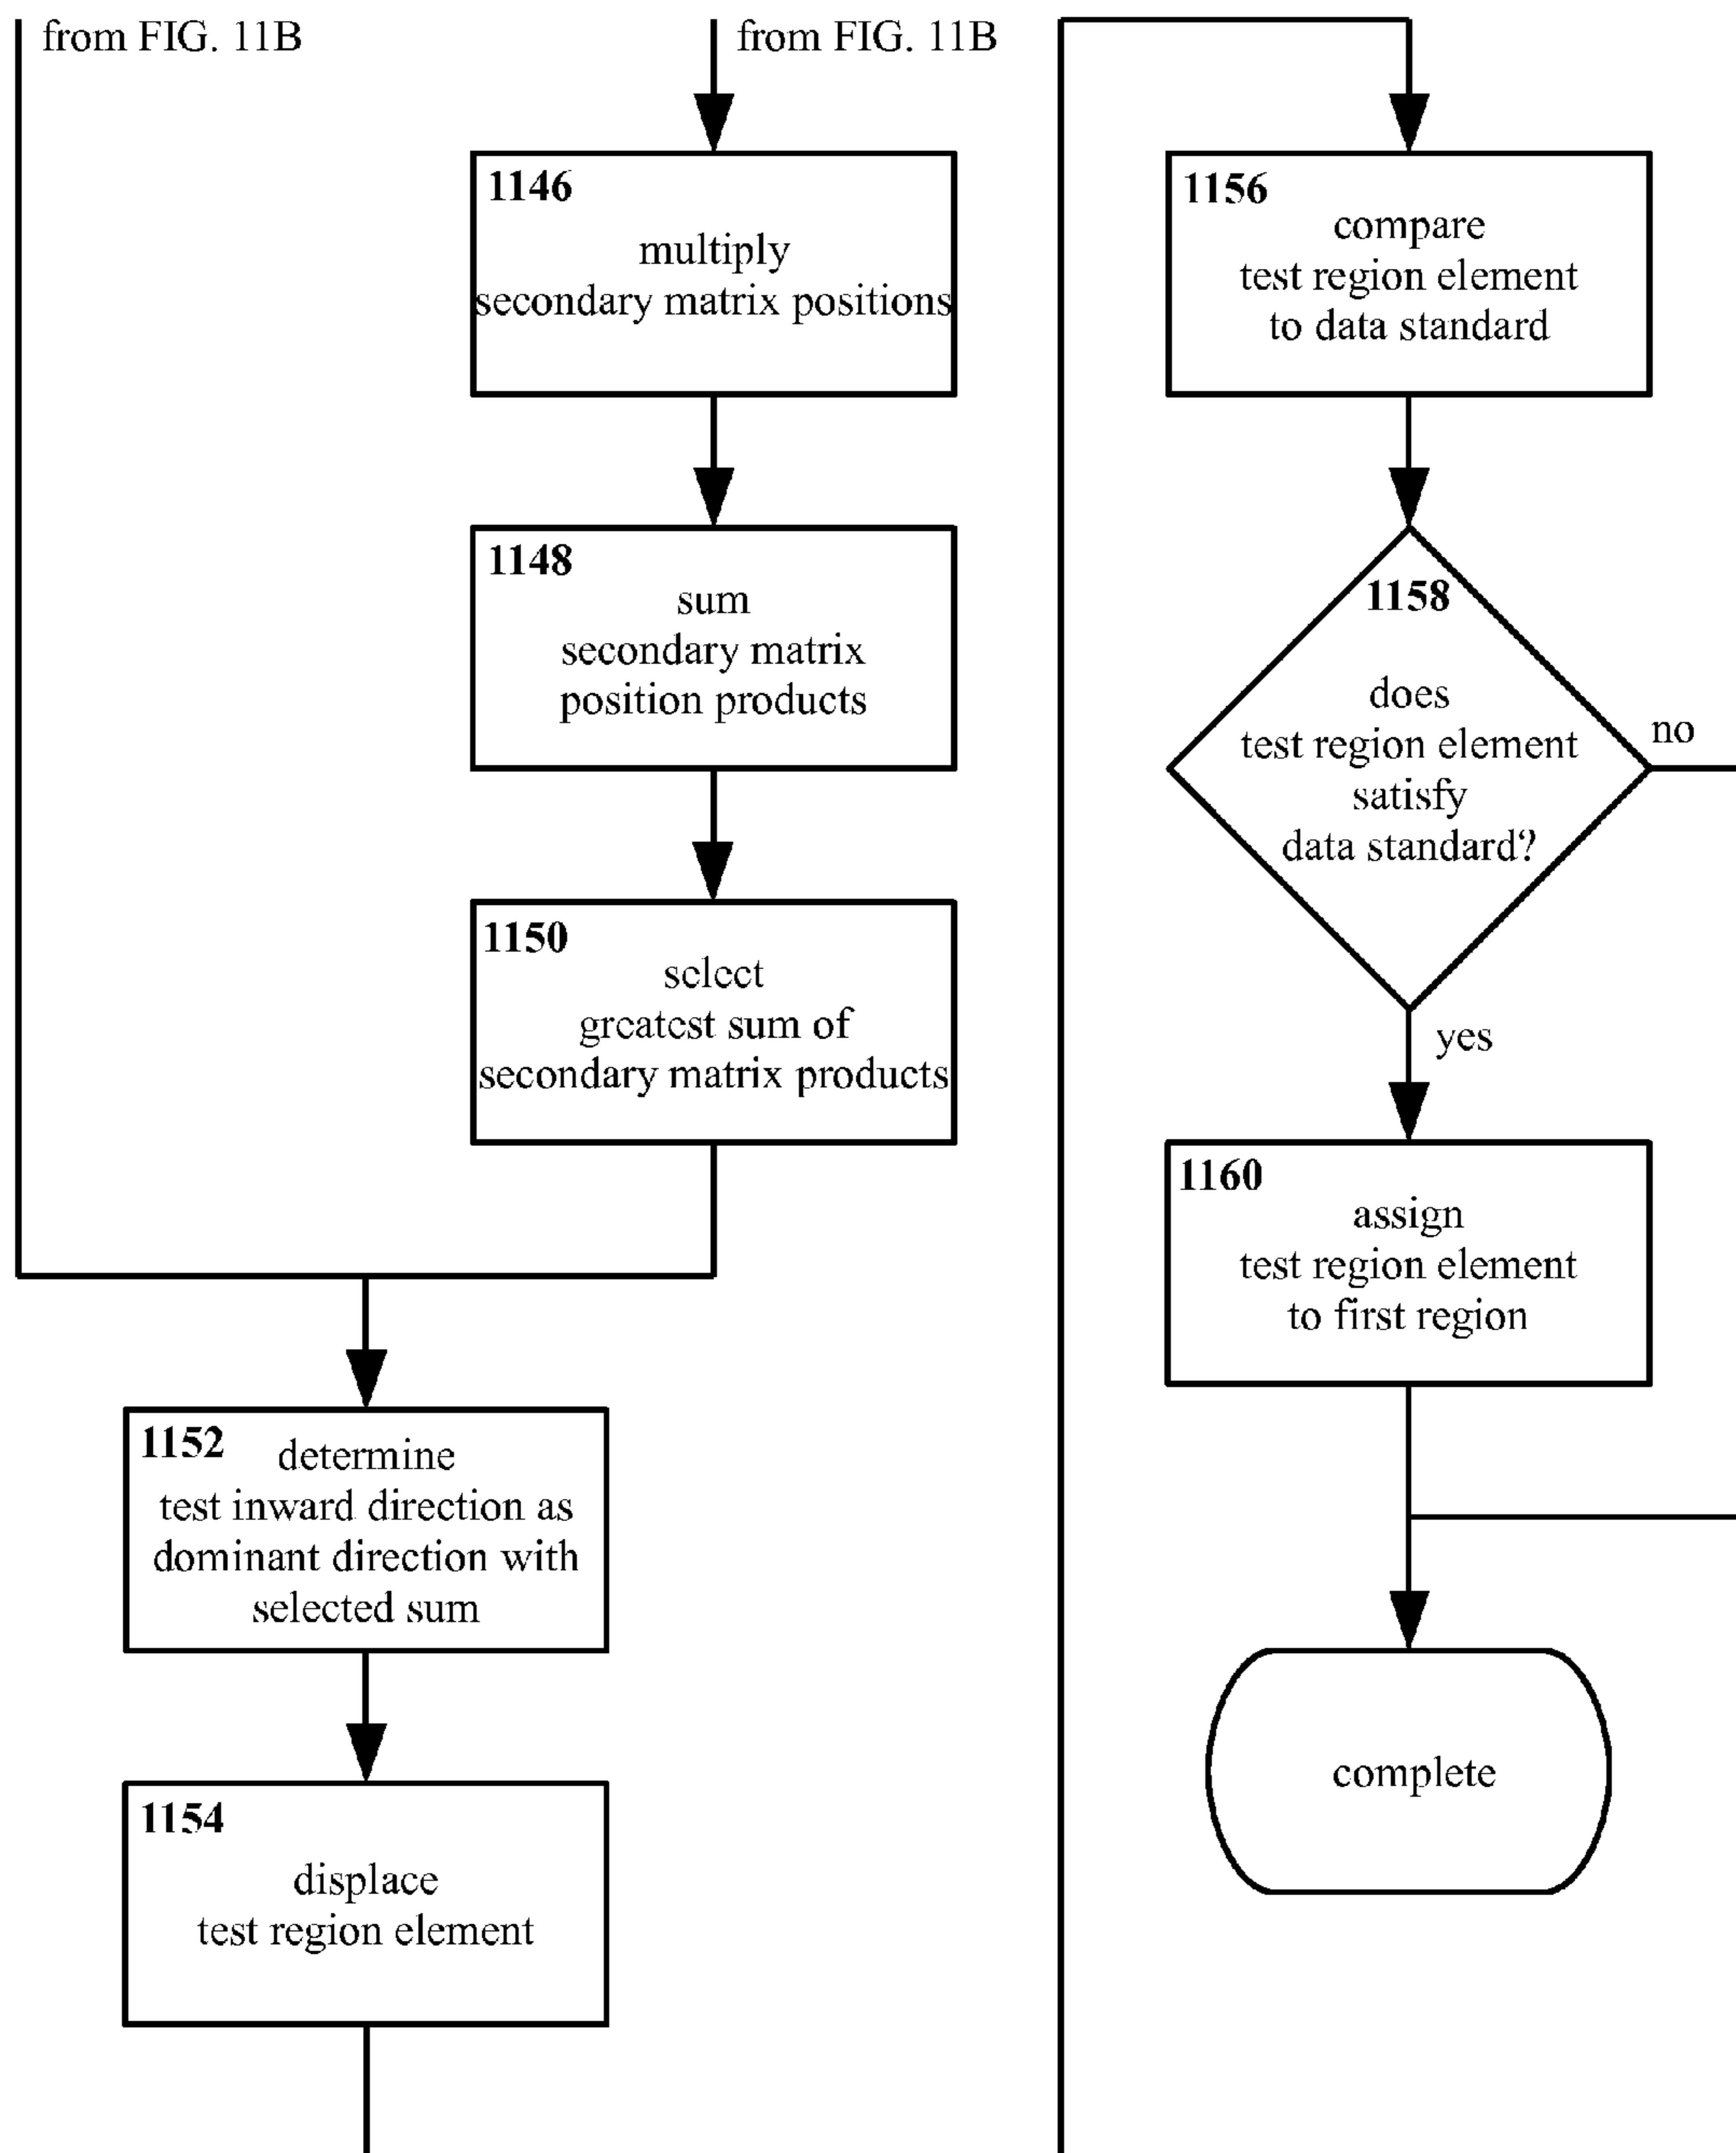 from FIG. 11B
from FIG. 11B
1146
multiply
secondary matrix positions
1148
sum
secondary matrix
position products
1150
select
greatest sum of
secondary matrix products
1152
determine
test inward direction as
dominant direction with
selected sum
1154
displace
test region element
1156
compare
test region element
to data standard
1158
does
test region element
satisfy
data standard?
no
yes
1160
assign
test region element
to first region
complete